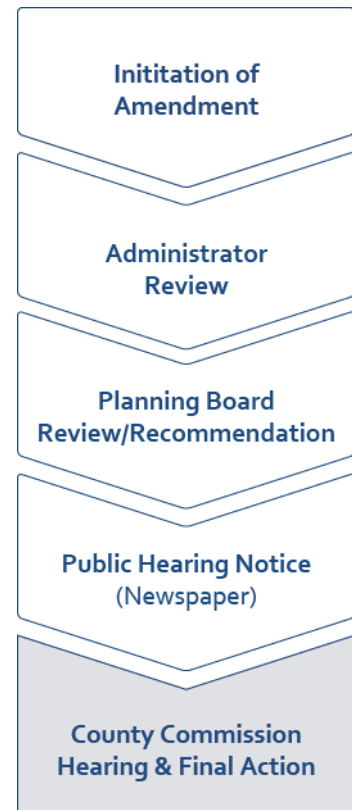 Inititation of
Amendment
Administrator
Review
Planning Board
Review/Recommendation
Public Hearing Notice
(Newspaper)
County Commission
Hearing & Final Action